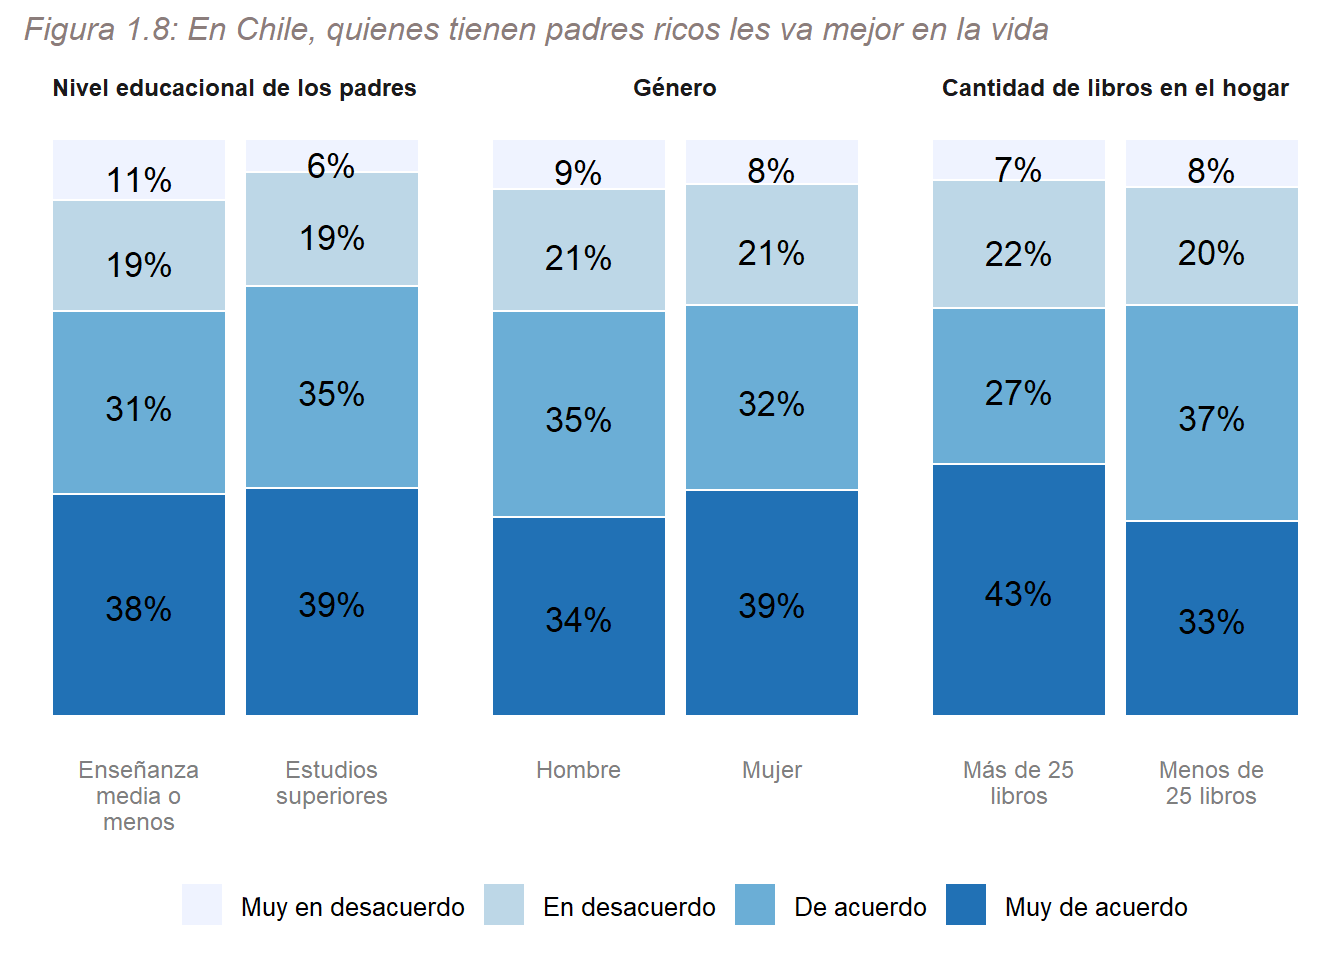 Figura 1.8: En Chile, quienes tienen padres ricos les va mejor en la vida
Nivel educacional de los padres
11%
6%
19%
19%
31%
35%
38%
39%
Enseñanza
media o
menos
Estudios
superiores
Género
9%
8%
21%
21%
35%
32%
34%
39%
Hombre
Mujer
Cantidad de libros en el hogar
7%
8%
22%
20%
27%
37%
43%
33%
Más de 25
libros
Menos de
25 libros
Muy en desacuerdo
En desacuerdo
De acuerdo
Muy de acuerdo